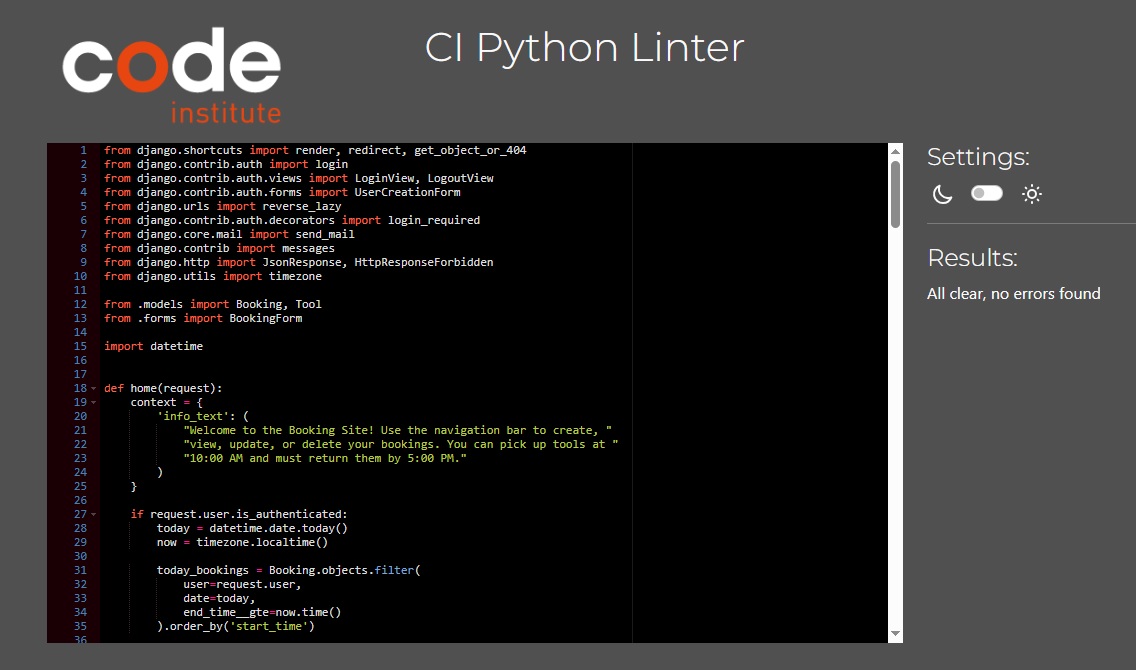 code
institute
CI Python Linter
1 from django.shortcuts import render, redirect, get_object_or_404
2 from django.contrib.auth import login
3 from django.contrib.auth.views import LoginView, LogoutView
4 from django.contrib.auth.forms import UserCreationForm
5 from django.urls import reverse_lazy
6 from django.contrib.auth.decorators import login_required
7 from django.core.mail import send_mail
8 from django.contrib import messages
9 from django.http import JsonResponse, HttpResponseForbidden
10 from django.utils import timezone
11
12 from .models import Booking, Tool
13 from .forms import BookingForm
14
15 import datetime
16
17
18 def home(request):
19     context = {
20         'info_text': (
21             "Welcome to the Booking Site! Use the navigation bar to create, "
22             "view, update, or delete your bookings. You can pick up tools at "
23             "10:00 AM and must return them by 5:00 PM."
24         )
25     }
26
27     if request.user.is_authenticated:
28         today = datetime.date.today()
29         now = timezone.localtime()
30
31         today_bookings = Booking.objects.filter(
32             user=request.user,
33             date=today,
34             end_time__gte=now.time()
35         ).order_by('start_time')
36
Settings:
Results:
All clear, no errors found